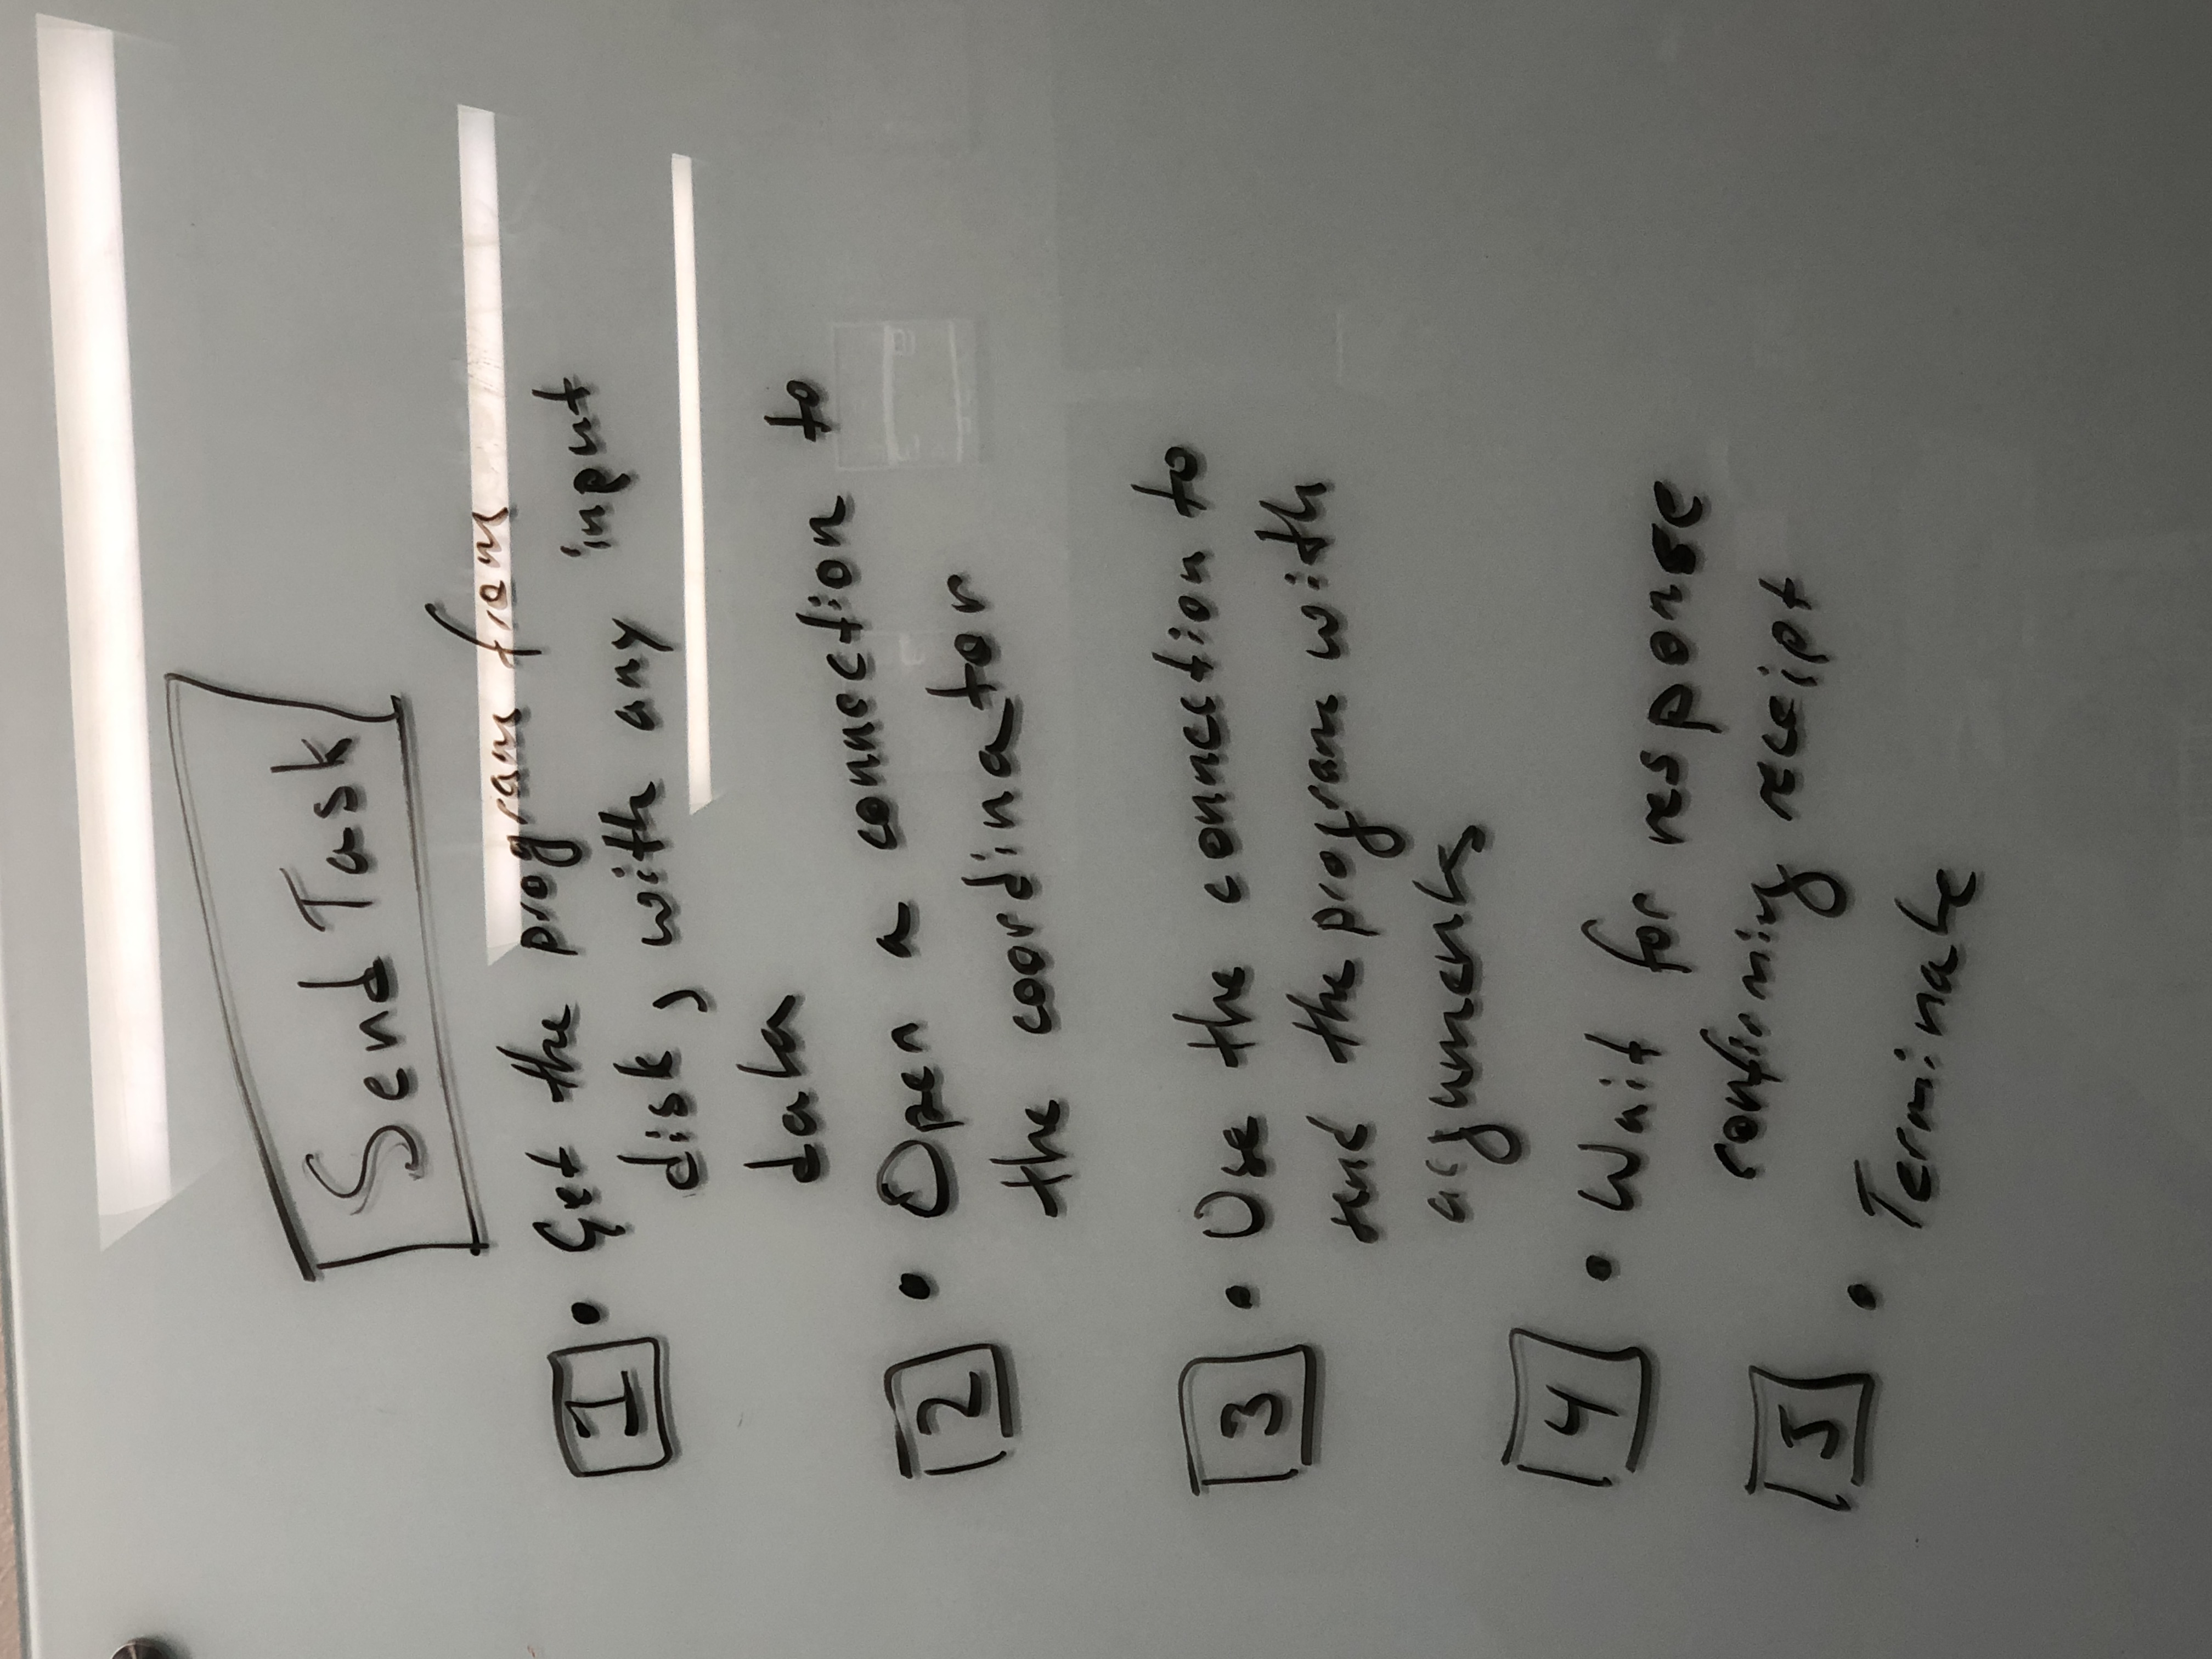 Send Task
1 • Get the program from
disk, with any input
data
2 • Open a connection to
the coordinator
3 • Use the connection to
send the program with
arguments
4 • Wait for response
confirming receipt
5 • Terminate